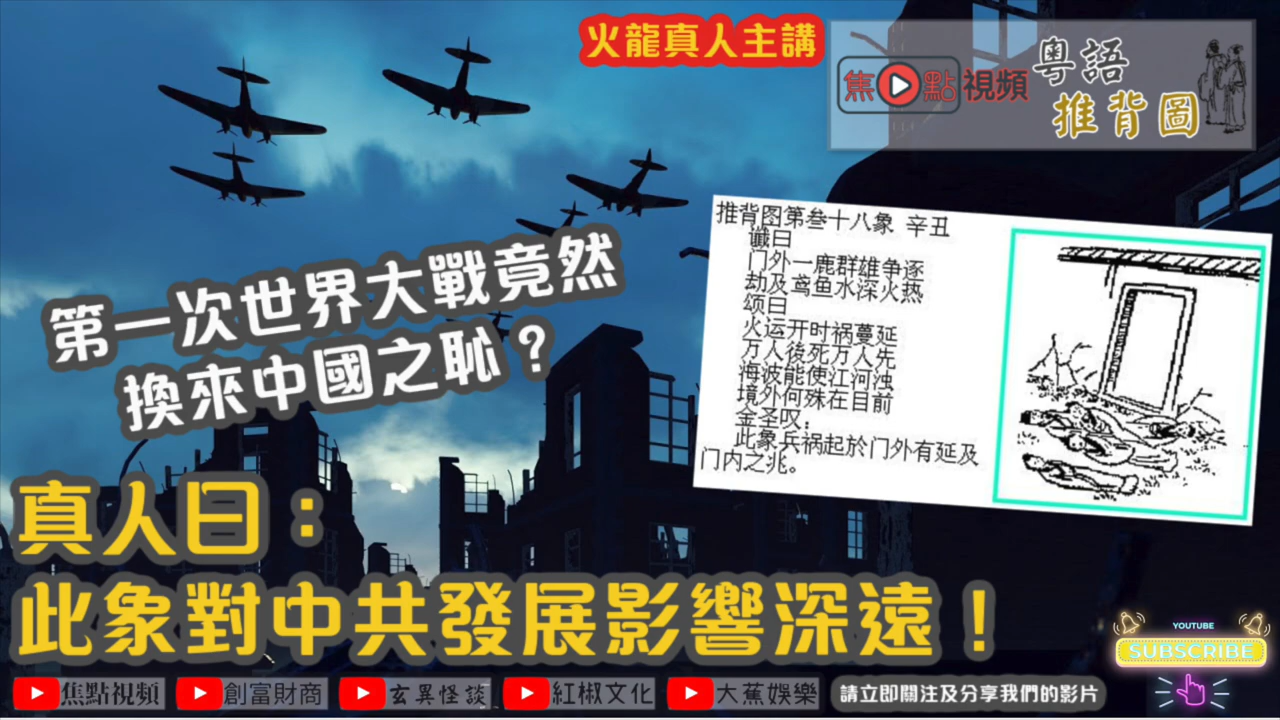 火龍真人主講
焦點視頻
粵語
推背圖
第一次世界大戰竟然
換來中國之恥？
推背图第叁十八象 辛丑
谶曰
门外一鹿群雄争逐
劫及鸢鱼水深火热
颂曰
火运开时祸蔓延
万人後死万人先
海波能使江河浊
境外何殊在目前
金圣叹：
此象兵祸起於门外有延及
门内之兆。
真人曰：
此象對中共發展影響深遠！
YOUTUBE
SUBSCRIBE
焦點視頻
創富財商
玄異怪談
紅椒文化
大蕉娛樂
請立即關注及分享我們的影片